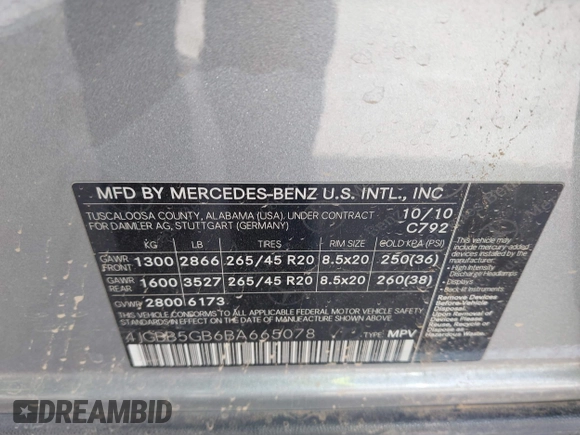 MFD BY MERCEDES-BENZ U.S. INTL., INC
TUSCALOOSA COUNTY, ALABAMA (USA). UNDER CONTRACT 10/10
FOR DAIMLER AG, STUTTGART (GERMANY) C792
KG LB TIRES RIM SIZE COLD KPA (PSI)
GAWR FRONT 1300 2866 265/45 R20 8.5x20 250(36)
GAWR REAR 1600 3527 265/45 R20 8.5x20 260(38)
GVWR 2800 6173
THIS VEHICLE CONFORMS TO ALL APPLICABLE FEDERAL MOTOR VEHICLE SAFETY
STANDARDS IN EFFECT ON THE DATE OF MANUFACTURE SHOWN ABOVE.
4JGBB5GB6BA665078 TYPE: MPV
This vehicle may
include mercury-added
devices installed by the
manufacturer:
• High Intensity
Discharge Headlamps
• Displays
• Bi
Remove Devices
Before Vehicle
Disposal.
Upon Removal
Please Reuse,
Recycle or
Dispose as
Hazardous Waste.
DREAMBID